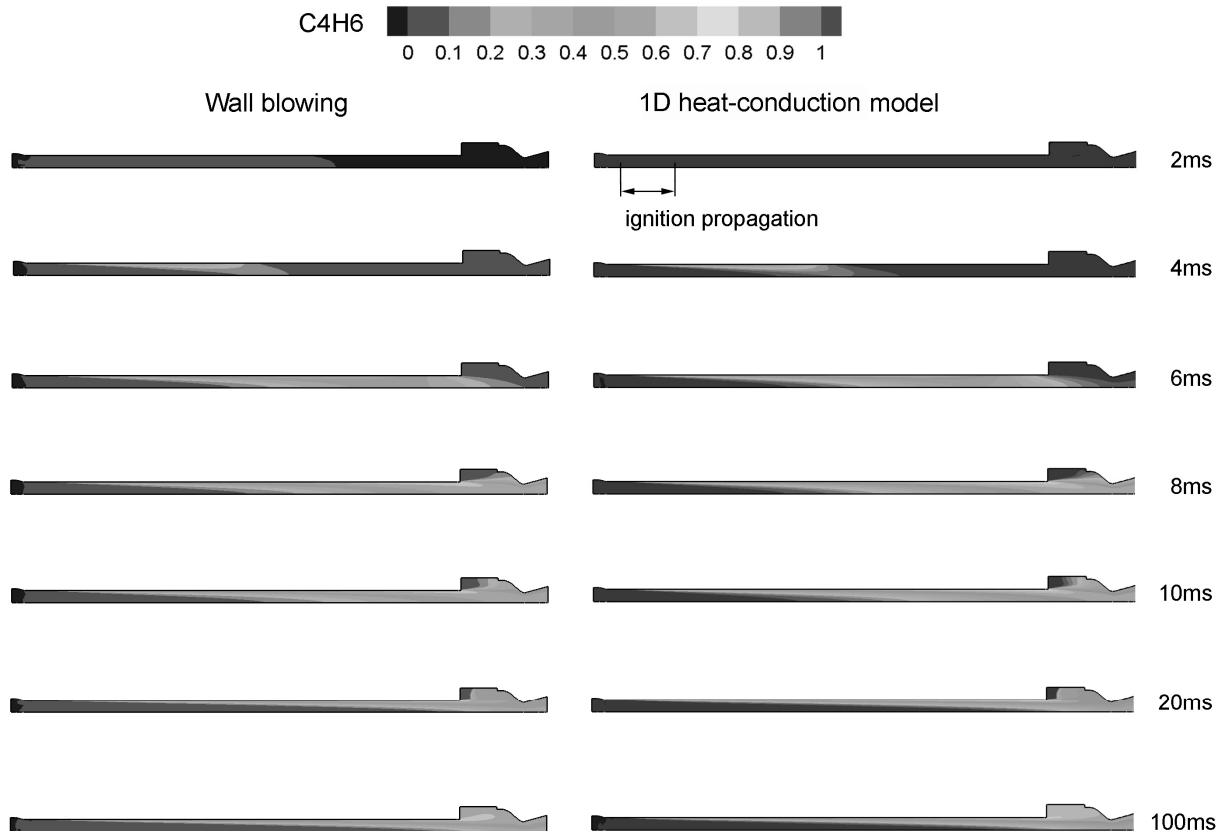 C4H6
0 0.1 0.2 0.3 0.4 0.5 0.6 0.7 0.8 0.9 1
Wall blowing
1D heat-conduction model
2ms
ignition propagation
4ms
6ms
8ms
10ms
20ms
100ms